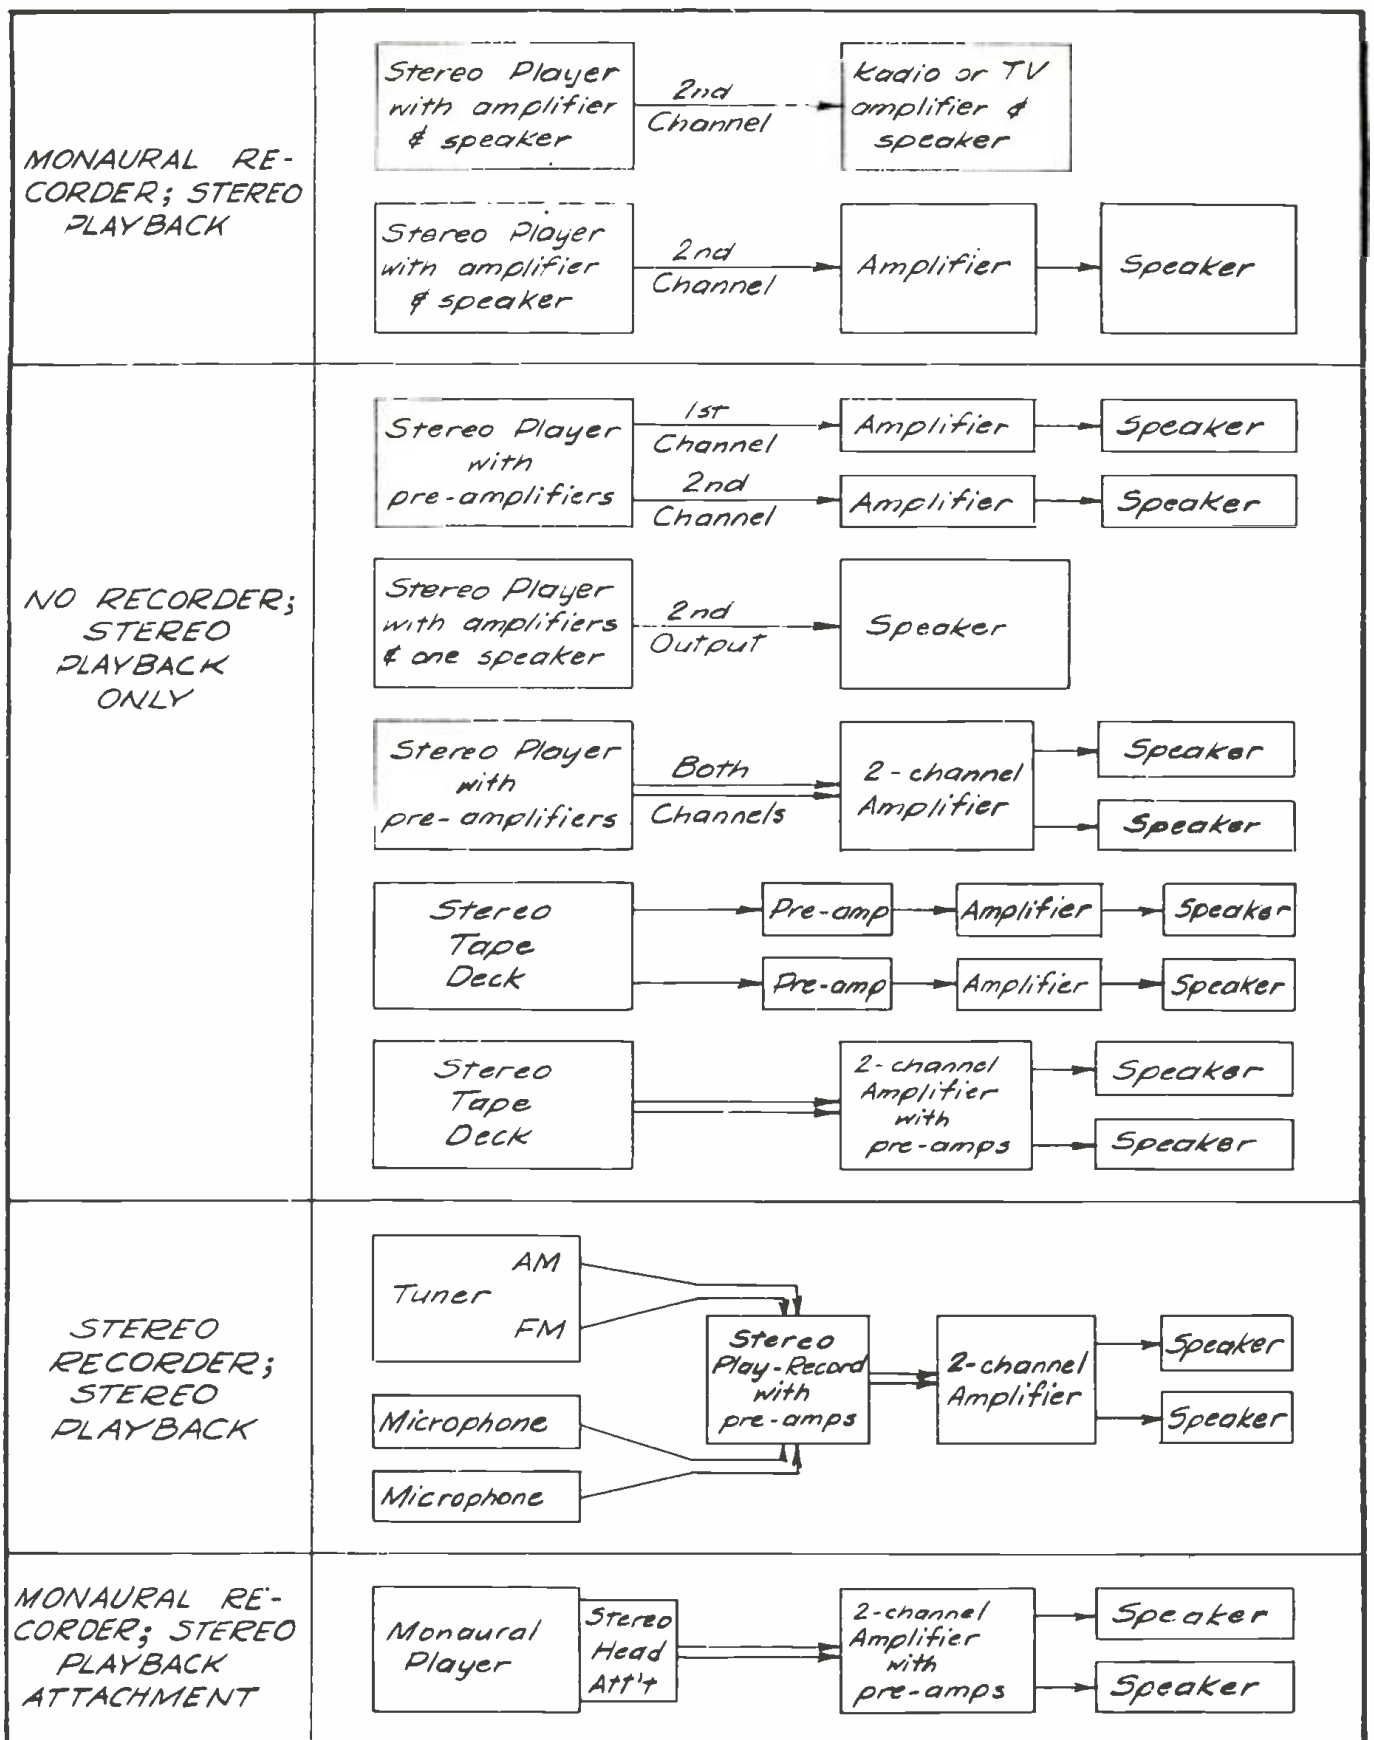 MONAURAL RE-
CORDER; STEREO
PLAYBACK
Stereo Player
with amplifier
& speaker
2nd
Channel
Radio or TV
amplifier &
speaker
Stereo Player
with amplifier
& speaker
2nd
Channel
Amplifier
Speaker
NO RECORDER;
STEREO
PLAYBACK
ONLY
Stereo Player
with
pre-amplifiers
1st
Channel
Amplifier
Speaker
2nd
Channel
Amplifier
Speaker
Stereo Player
with amplifiers
& one speaker
2nd
Output
Speaker
Stereo Player
with
pre-amplifiers
Both
Channels
2-channel
Amplifier
Speaker
Speaker
Stereo
Tape
Deck
Pre-amp
Amplifier
Speaker
Pre-amp
Amplifier
Speaker
Stereo
Tape
Deck
2-channel
Amplifier
with
pre-amps
Speaker
Speaker
STEREO
RECORDER;
STEREO
PLAYBACK
AM
Tuner
FM
Microphone
Microphone
Stereo
Play-Record
with
pre-amps
2-channel
Amplifier
Speaker
Speaker
MONAURAL RE-
CORDER; STEREO
PLAYBACK
ATTACHMENT
Monaural
Player
Stereo
Head
Att't
2-channel
Amplifier
with
pre-amps
Speaker
Speaker